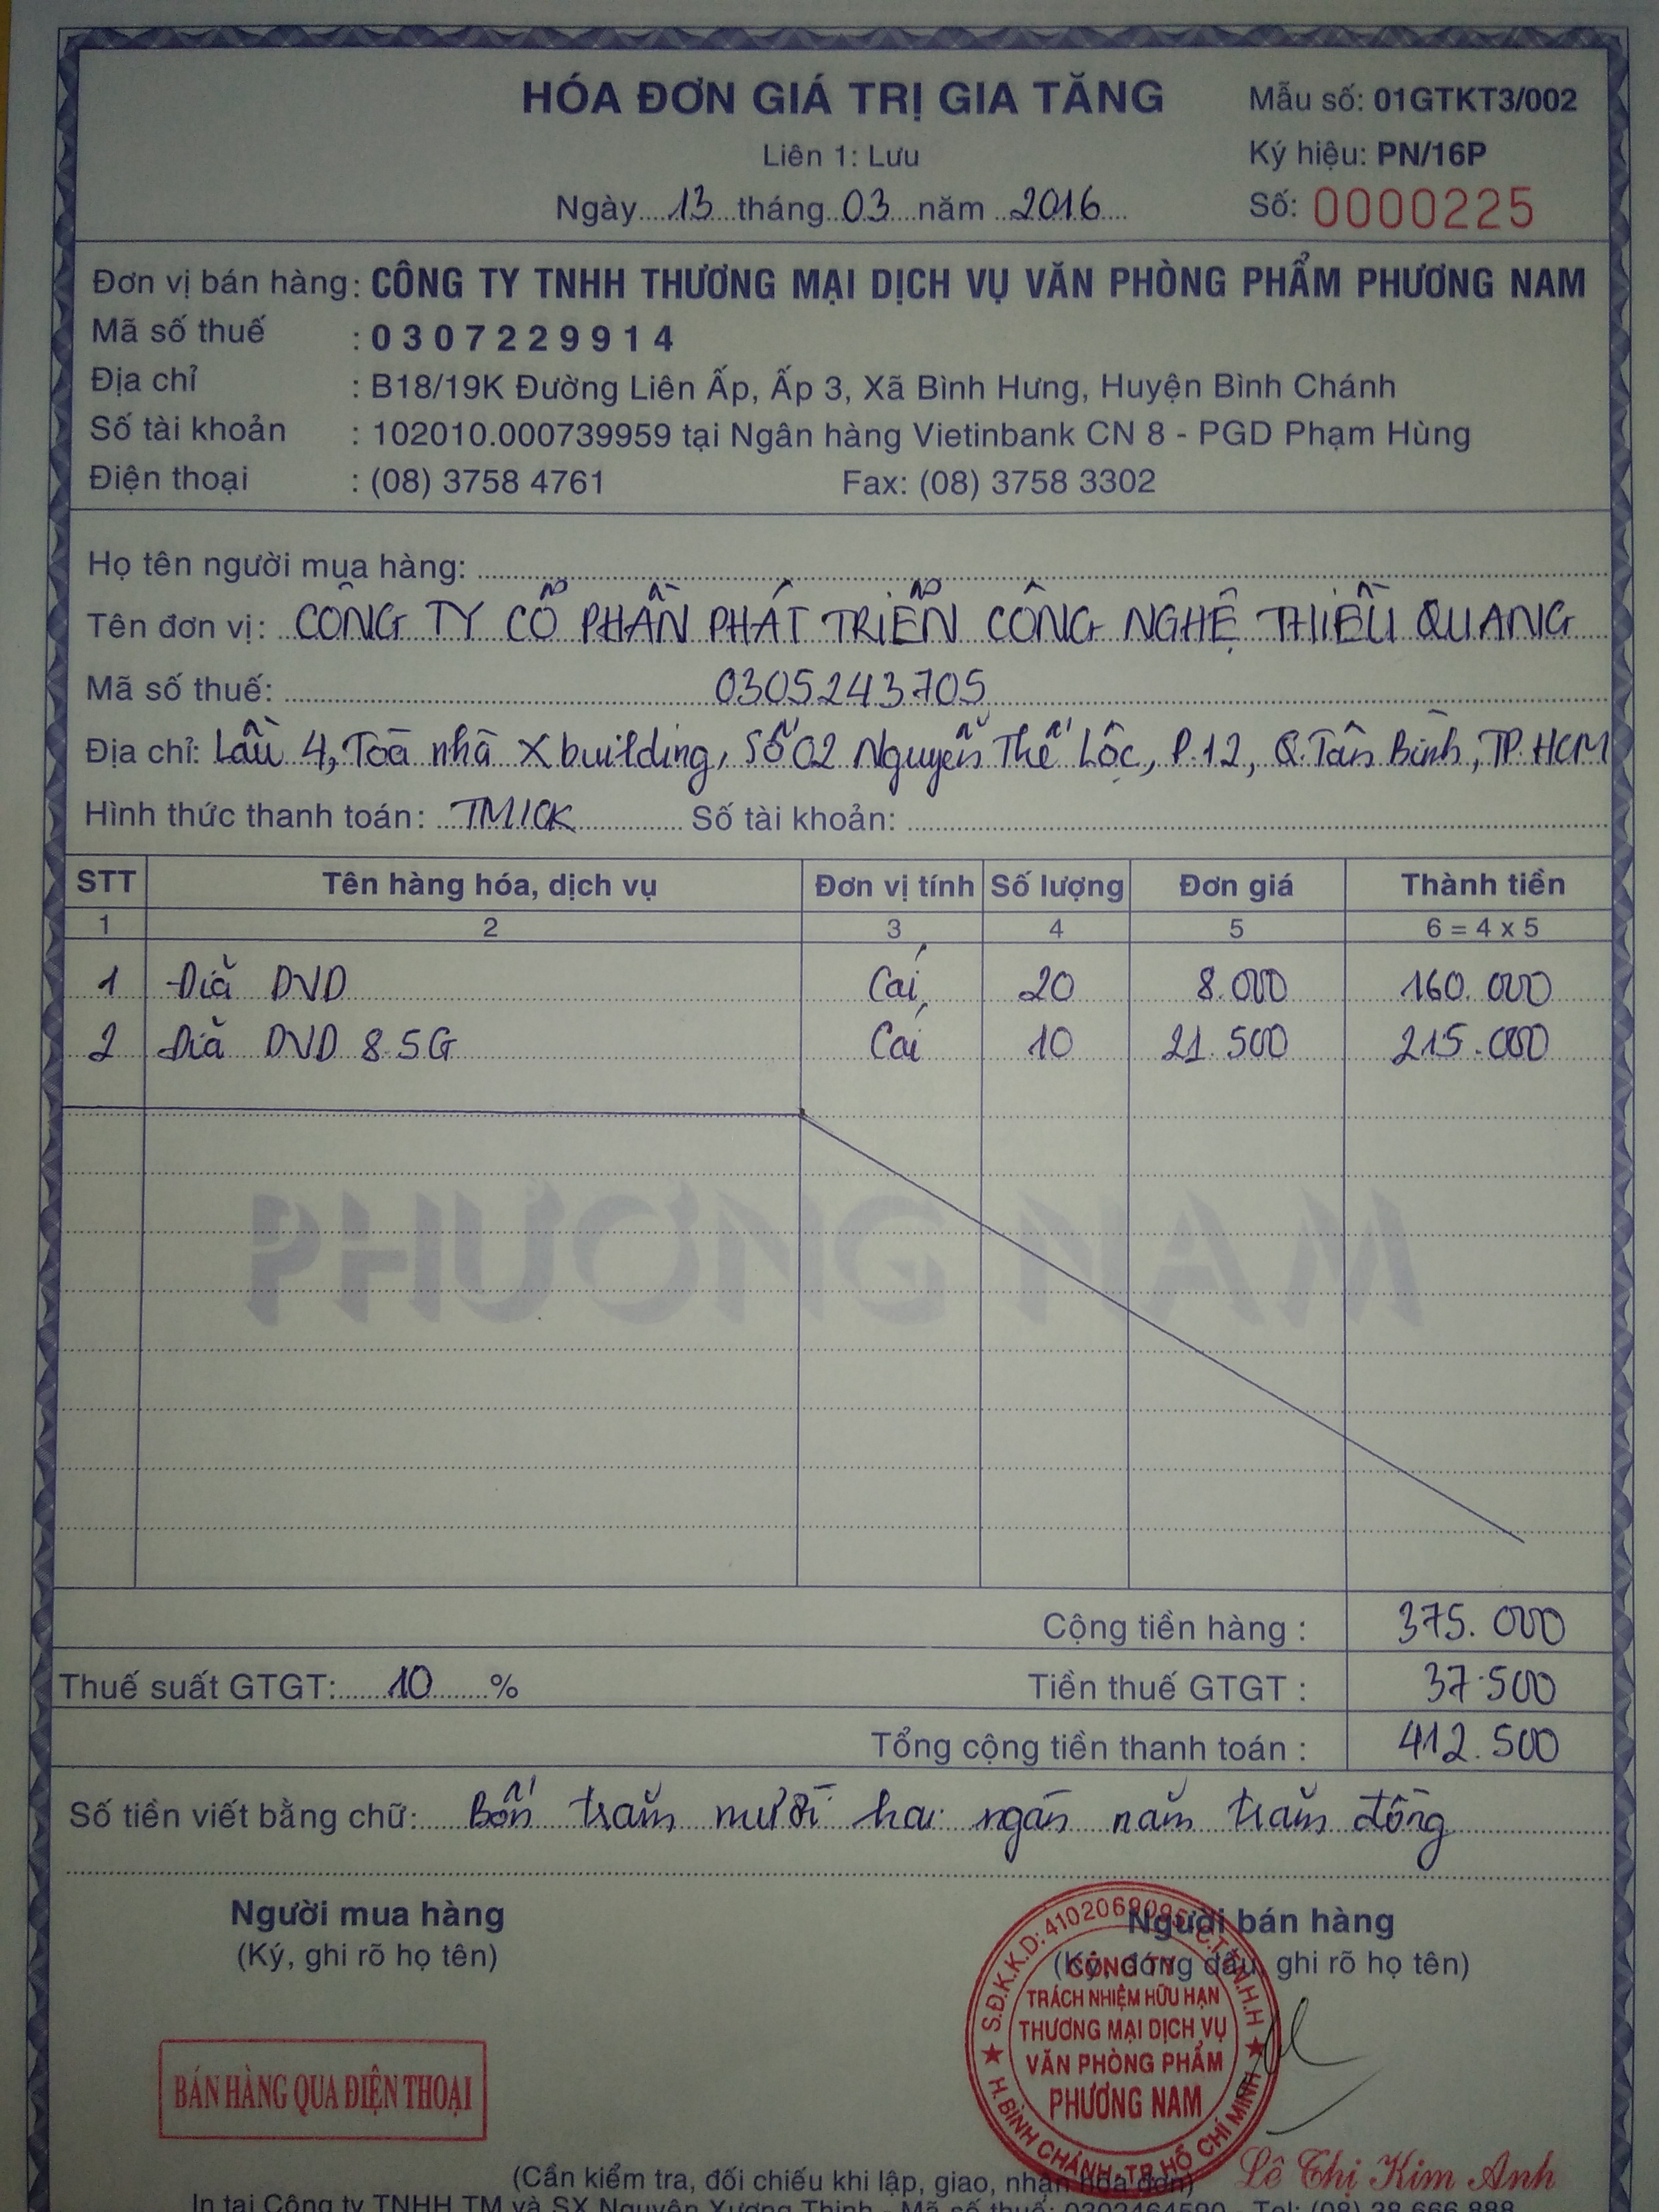 HÓA ĐƠN GIÁ TRỊ GIA TĂNG
Mẫu số: 01GTKT3/002
Liên 1: Lưu
Ký hiệu: PN/16P
Ngày 13 tháng 03 năm 2016
Số: 0000225
Đơn vị bán hàng: CÔNG TY TNHH THƯƠNG MẠI DỊCH VỤ VĂN PHÒNG PHẨM PHƯƠNG NAM
Mã số thuế : 0307229914
Địa chỉ : B18/19K Đường Liên Ấp, Ấp 3, Xã Bình Hưng, Huyện Bình Chánh
Số tài khoản : 102010.000739959 tại Ngân hàng Vietinbank CN 8 - PGD Phạm Hùng
Điện thoại : (08) 3758 4761 Fax: (08) 3758 3302
Họ tên người mua hàng:
Tên đơn vị: CÔNG TY CỔ PHẦN PHÁT TRIỂN CÔNG NGHỆ THIỀU QUANG
Mã số thuế: 0305243705
Địa chỉ: Lầu 4, Toà nhà Xbuilding, Số 02 Nguyễn Thế Lộc, P.12, Q.Tân Bình, TP.HCM
Hình thức thanh toán: TM/CK Số tài khoản:
STT Tên hàng hóa, dịch vụ Đơn vị tính Số lượng Đơn giá Thành tiền
1 2 3 4 5 6 = 4 x 5
1 Dĩa DVD Cái 20 8.000 160.000
2 Dĩa DVD 8.5G Cái 10 21.500 215.000
PHƯƠNG NAM
Cộng tiền hàng : 375.000
Thuế suất GTGT: 10 % Tiền thuế GTGT : 37.500
Tổng cộng tiền thanh toán : 412.500
Số tiền viết bằng chữ: Bốn trăm mười hai ngàn năm trăm đồng
Người mua hàng Người bán hàng
(Ký, ghi rõ họ tên) (Ký, đóng dấu, ghi rõ họ tên)
S.Đ.K.K.D: C.T.T.N.H.H
CÔNG TY
TRÁCH NHIỆM HỮU HẠN
THƯƠNG MẠI DỊCH VỤ
VĂN PHÒNG PHẨM
PHƯƠNG NAM
H.BÌNH CHÁNH-TP.HỒ CHÍ MINH
BÁN HÀNG QUA ĐIỆN THOẠI
Lê Thị Kim Anh
(Cần kiểm tra, đối chiếu khi lập, giao, nhận hóa đơn)
In tại Công ty TNHH TM và SX Nguyên Xương Thịnh - Mã số thuế: 0302464590 - Tel: (08) 38 666 888